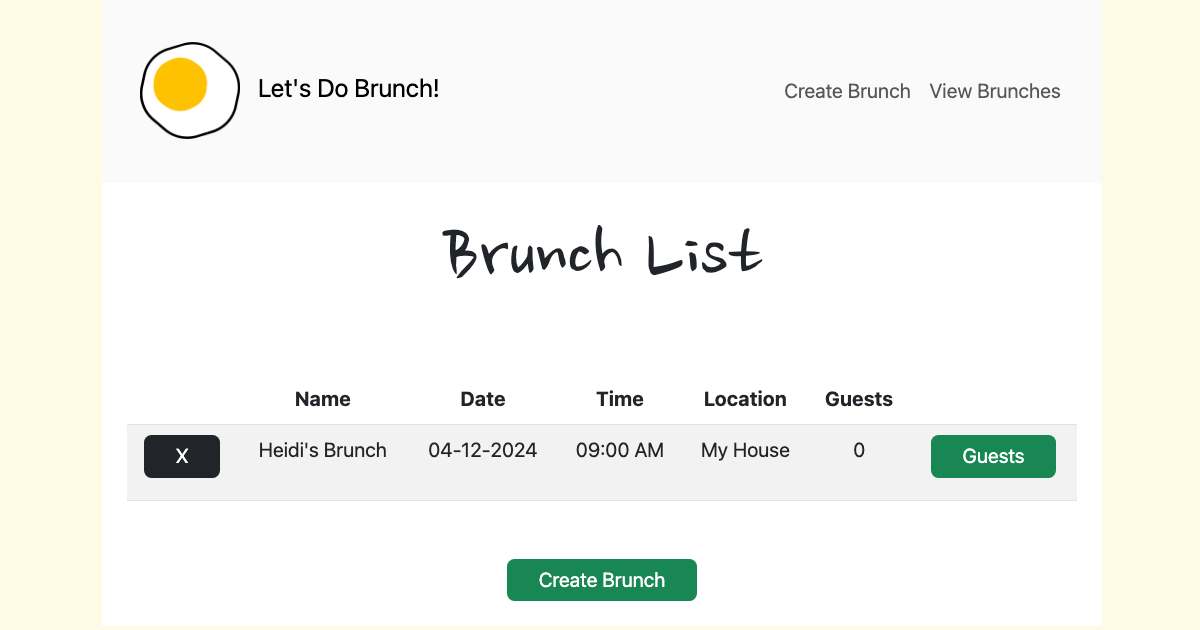 Let's Do Brunch!
Create Brunch View Brunches
Brunch List
Name Date Time Location Guests
X Heidi's Brunch 04-12-2024 09:00 AM My House 0 Guests
Create Brunch